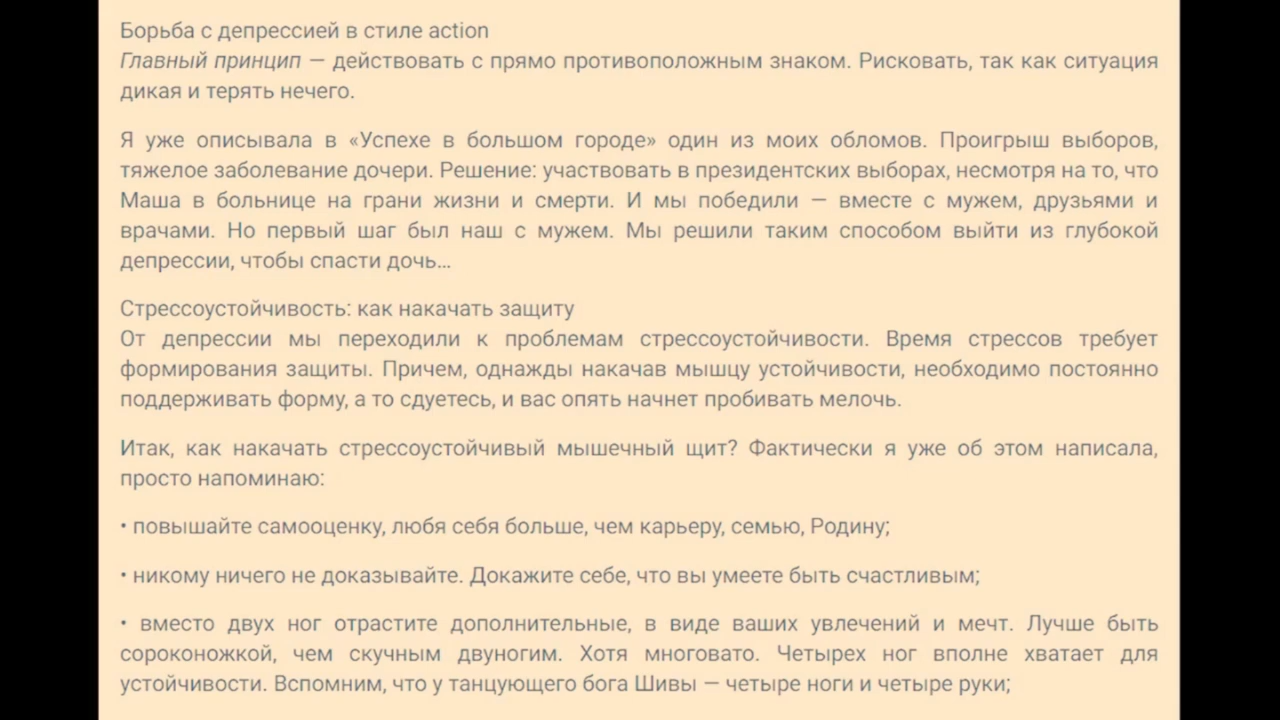 Борьба с депрессией в стиле action
Главный принцип — действовать с прямо противоположным знаком. Рисковать, так как ситуация
дикая и терять нечего.
Я уже описывала в «Успехе в большом городе» один из моих обломов. Проигрыш выборов,
тяжелое заболевание дочери. Решение: участвовать в президентских выборах, несмотря на то, что
Маша в больнице на грани жизни и смерти. И мы победили — вместе с мужем, друзьями и
врачами. Но первый шаг был наш с мужем. Мы решили таким способом выйти из глубокой
депрессии, чтобы спасти дочь…
Стрессоустойчивость: как накачать защиту
От депрессии мы переходили к проблемам стрессоустойчивости. Время стрессов требует
формирования защиты. Причем, однажды накачав мышцу устойчивости, необходимо постоянно
поддерживать форму, а то сдуетесь, и вас опять начнет пробивать мелочь.
Итак, как накачать стрессоустойчивый мышечный щит? Фактически я уже об этом написала,
просто напоминаю:
• повышайте самооценку, любя себя больше, чем карьеру, семью, Родину;
• никому ничего не доказывайте. Докажите себе, что вы умеете быть счастливым;
• вместо двух ног отрастите дополнительные, в виде ваших увлечений и мечт. Лучше быть
сороконожкой, чем скучным двуногим. Хотя многовато. Четырех ног вполне хватает для
устойчивости. Вспомним, что у танцующего бога Шивы — четыре ноги и четыре руки;